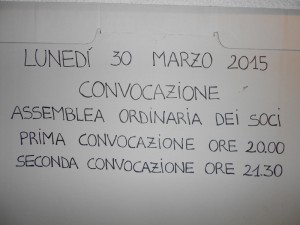 LUNEDÍ 30 MARZO 2015
CONVOCAZIONE
ASSEMBLEA ORDINARIA DEI SOCI
PRIMA CONVOCAZIONE ORE 20.00
SECONDA CONVOCAZIONE ORE 21.30